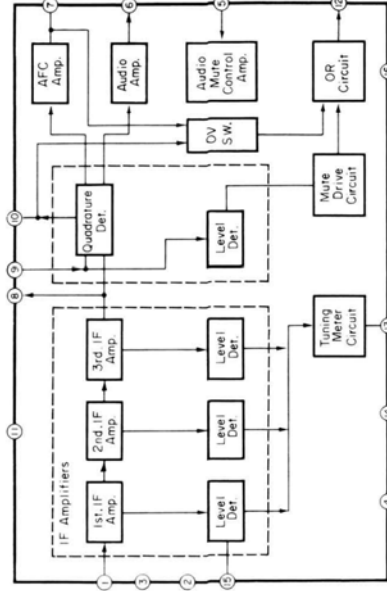 11
8
9
10
7
AFC
Amp.
6
Audio Amp.
5
Audio
Mute
Control
Amp.
12
OR
Circuit
OV
SW.
Quadrature
Det.
Level
Det.
Mute
Drive
Circuit
IF Amplifiers
1
1st. IF
Amp.
2nd. IF
Amp.
3rd. IF
Amp.
3
2
15
Level
Det.
Level
Det.
Level
Det.
Tuning
Meter
Circuit
13